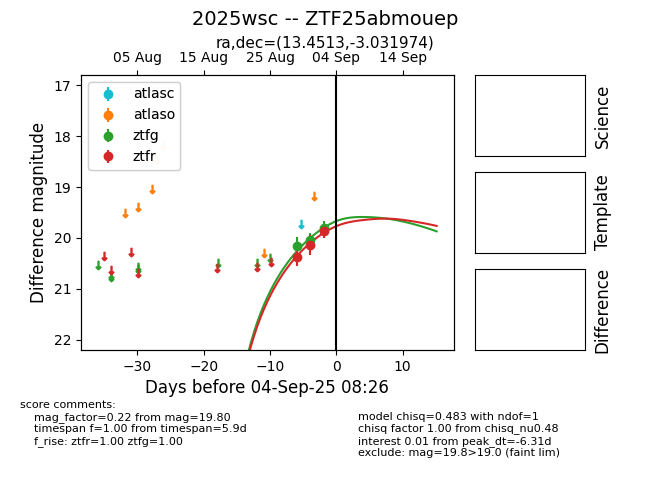 2025wsc -- ZTF25abmouep
ra,dec=(13.4513,-3.031974)
05 Aug 15 Aug 25 Aug 04 Sep 14 Sep
atlasc
atlaso
ztfg
ztfr
17
18
19
20
21
22
Difference magnitude
−30 −20 −10 0 10
Days before 04-Sep-25 08:26
Science
Template
Difference
score comments:
mag_factor=0.22 from mag=19.80
timespan f=1.00 from timespan=5.9d
f_rise: ztfr=1.00 ztfg=1.00
model chisq=0.483 with ndof=1
chisq factor 1.00 from chisq_nu0.48
interest 0.01 from peak_dt=-6.31d
exclude: mag=19.8>19.0 (faint lim)